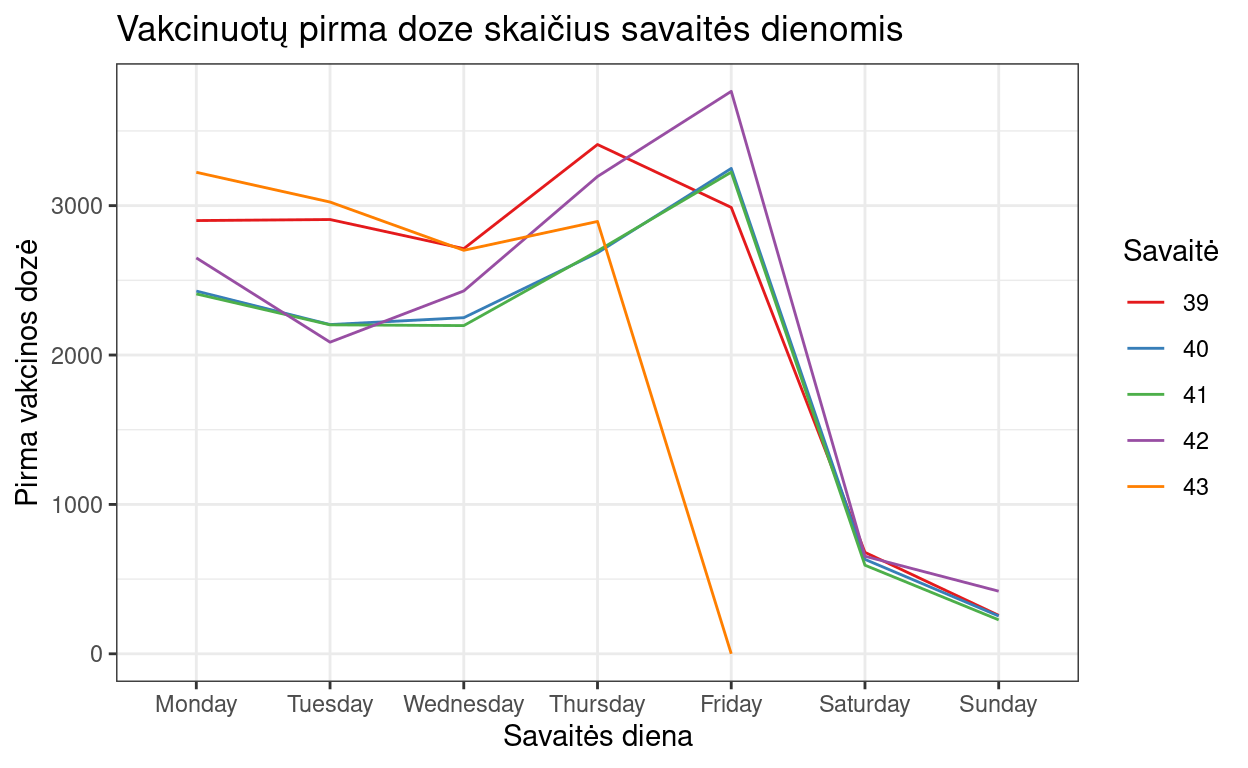 Vakcinuotų pirma doze skaičius savaitės dienomis
Pirma vakcinos dozė
3000
2000
1000
0
Monday Tuesday Wednesday Thursday Friday Saturday Sunday
Savaitės diena
Savaitė
39
40
41
42
43